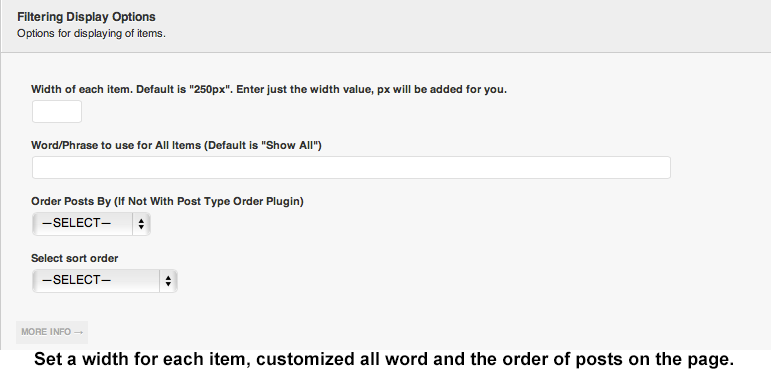 Filtering Display Options
Options for displaying of items.
Width of each item. Default is "250px". Enter just the width value, px will be added for you.
Word/Phrase to use for All Items (Default is "Show All")
Order Posts By (If Not With Post Type Order Plugin)
—SELECT—
Select sort order
—SELECT—
MORE INFO →
Set a width for each item, customized all word and the order of posts on the page.